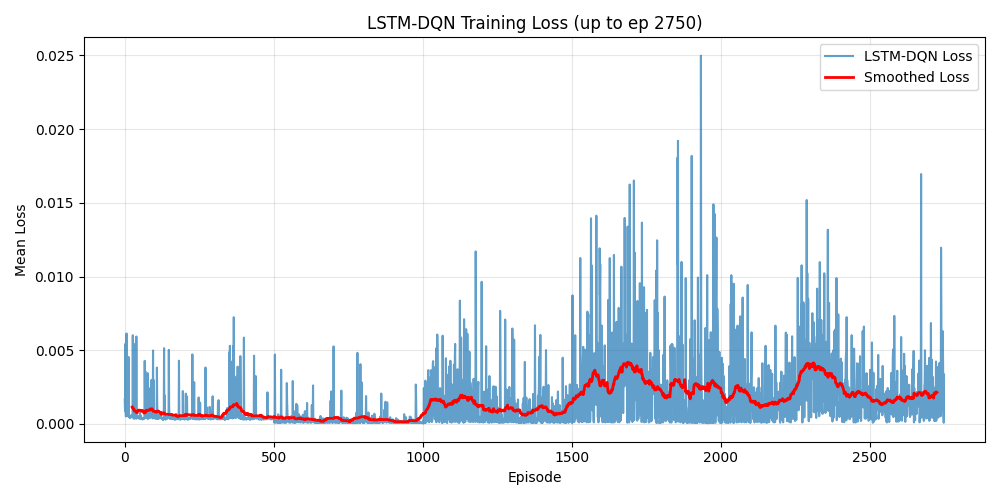 LSTM-DQN Training Loss (up to ep 2750)
LSTM-DQN Loss
Smoothed Loss
Mean Loss
0.025
0.020
0.015
0.010
0.005
0.000
0 500 1000 1500 2000 2500
Episode